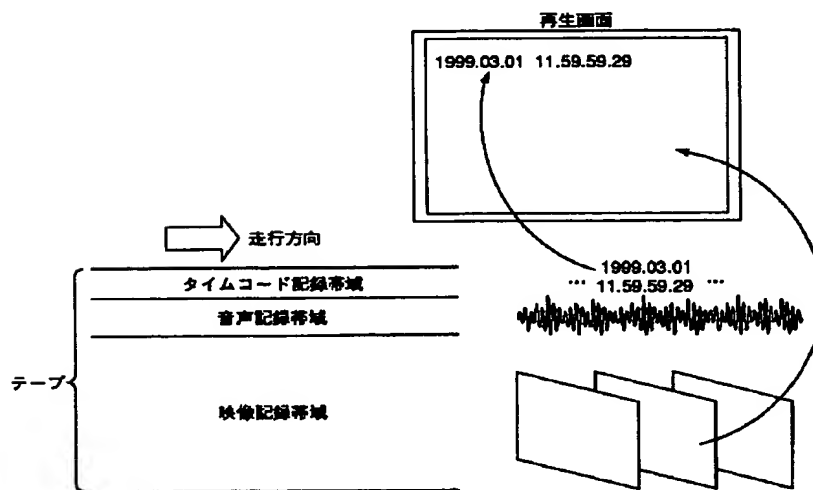 再生画面
1999.03.01 11.59.59.29
走行方向
1999.03.01
… 11.59.59.29 …
タイムコード記録帯域
音声記録帯域
テープ
映像記録帯域